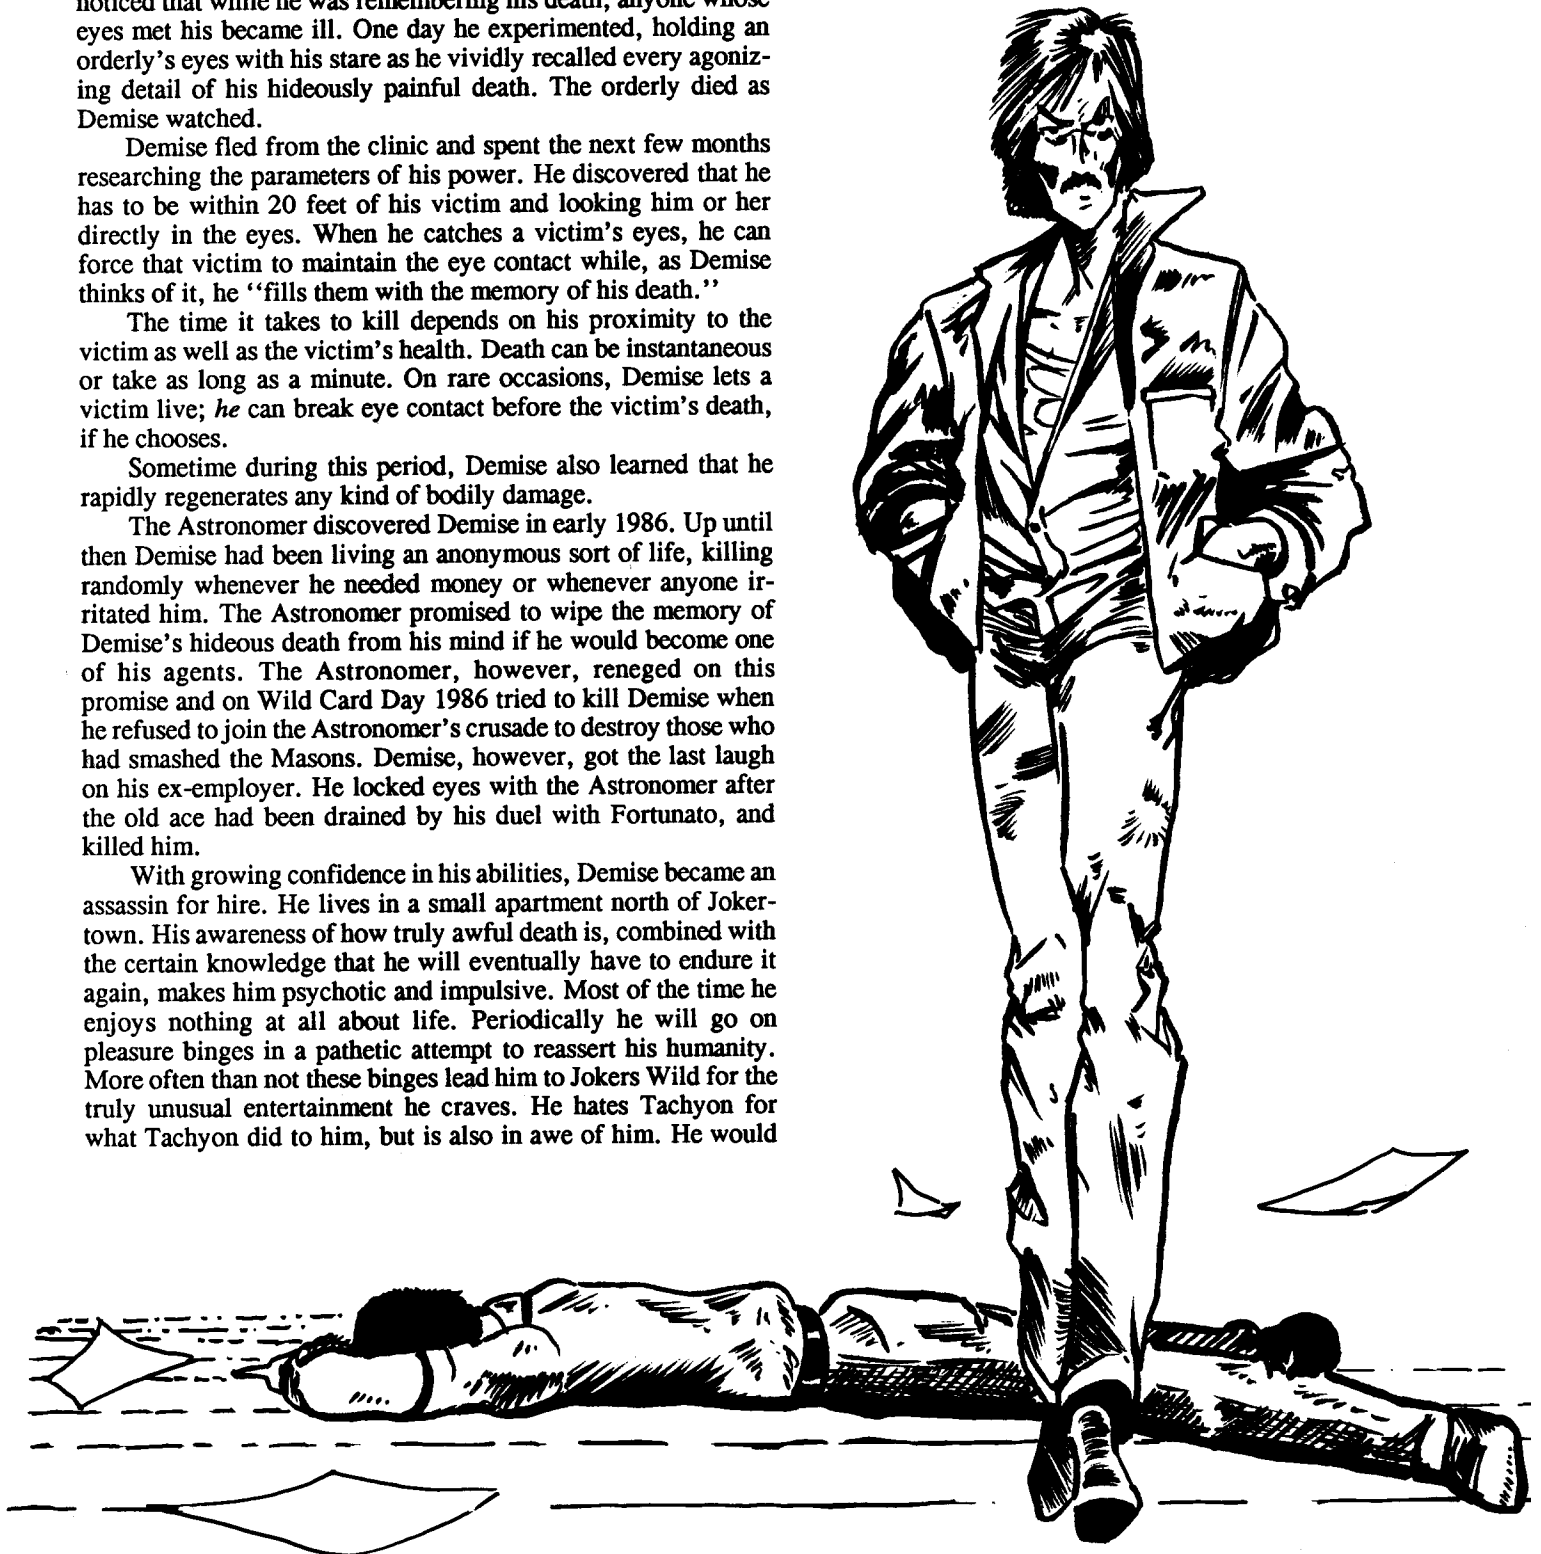 noticed that while he was remembering his death, anyone whose
eyes met his became ill. One day he experimented, holding an
orderly's eyes with his stare as he vividly recalled every agoniz-
ing detail of his hideously painful death. The orderly died as
Demise watched.
Demise fled from the clinic and spent the next few months
researching the parameters of his power. He discovered that he
has to be within 20 feet of his victim and looking him or her
directly in the eyes. When he catches a victim's eyes, he can
force that victim to maintain the eye contact while, as Demise
thinks of it, he “fills them with the memory of his death.”
The time it takes to kill depends on his proximity to the
victim as well as the victim's health. Death can be instantaneous
or take as long as a minute. On rare occasions, Demise lets a
victim live; he can break eye contact before the victim's death,
if he chooses.
Sometime during this period, Demise also learned that he
rapidly regenerates any kind of bodily damage.
The Astronomer discovered Demise in early 1986. Up until
then Demise had been living an anonymous sort of life, killing
randomly whenever he needed money or whenever anyone ir-
ritated him. The Astronomer promised to wipe the memory of
Demise's hideous death from his mind if he would become one
of his agents. The Astronomer, however, reneged on this
promise and on Wild Card Day 1986 tried to kill Demise when
he refused to join the Astronomer's crusade to destroy those who
had smashed the Masons. Demise, however, got the last laugh
on his ex-employer. He locked eyes with the Astronomer after
the old ace had been drained by his duel with Fortunato, and
killed him.
With growing confidence in his abilities, Demise became an
assassin for hire. He lives in a small apartment north of Joker-
town. His awareness of how truly awful death is, combined with
the certain knowledge that he will eventually have to endure it
again, makes him psychotic and impulsive. Most of the time he
enjoys nothing at all about life. Periodically he will go on
pleasure binges in a pathetic attempt to reassert his humanity.
More often than not these binges lead him to Jokers Wild for the
truly unusual entertainment he craves. He hates Tachyon for
what Tachyon did to him, but is also in awe of him. He would